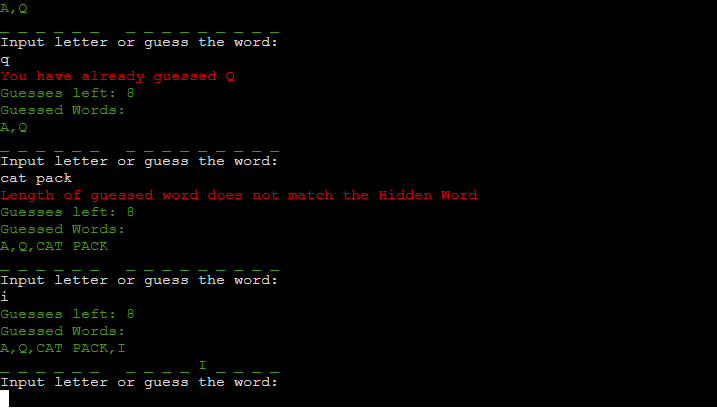 A,Q
_ _ _ _ _ _   _ _ _ _ _ _ _ _ _
Input letter or guess the word:
q
You have already guessed Q
Guesses left: 8
Guessed Words:
A,Q
_ _ _ _ _ _   _ _ _ _ _ _ _ _ _
Input letter or guess the word:
cat pack
Length of guessed word does not match the Hidden Word
Guesses left: 8
Guessed Words:
A,Q,CAT PACK
_ _ _ _ _ _   _ _ _ _ _ _ _ _ _
Input letter or guess the word:
i
Guesses left: 8
Guessed Words:
A,Q,CAT PACK,I
_ _ _ _ _ _   _ _ _ _ I _ _ _ _
Input letter or guess the word: